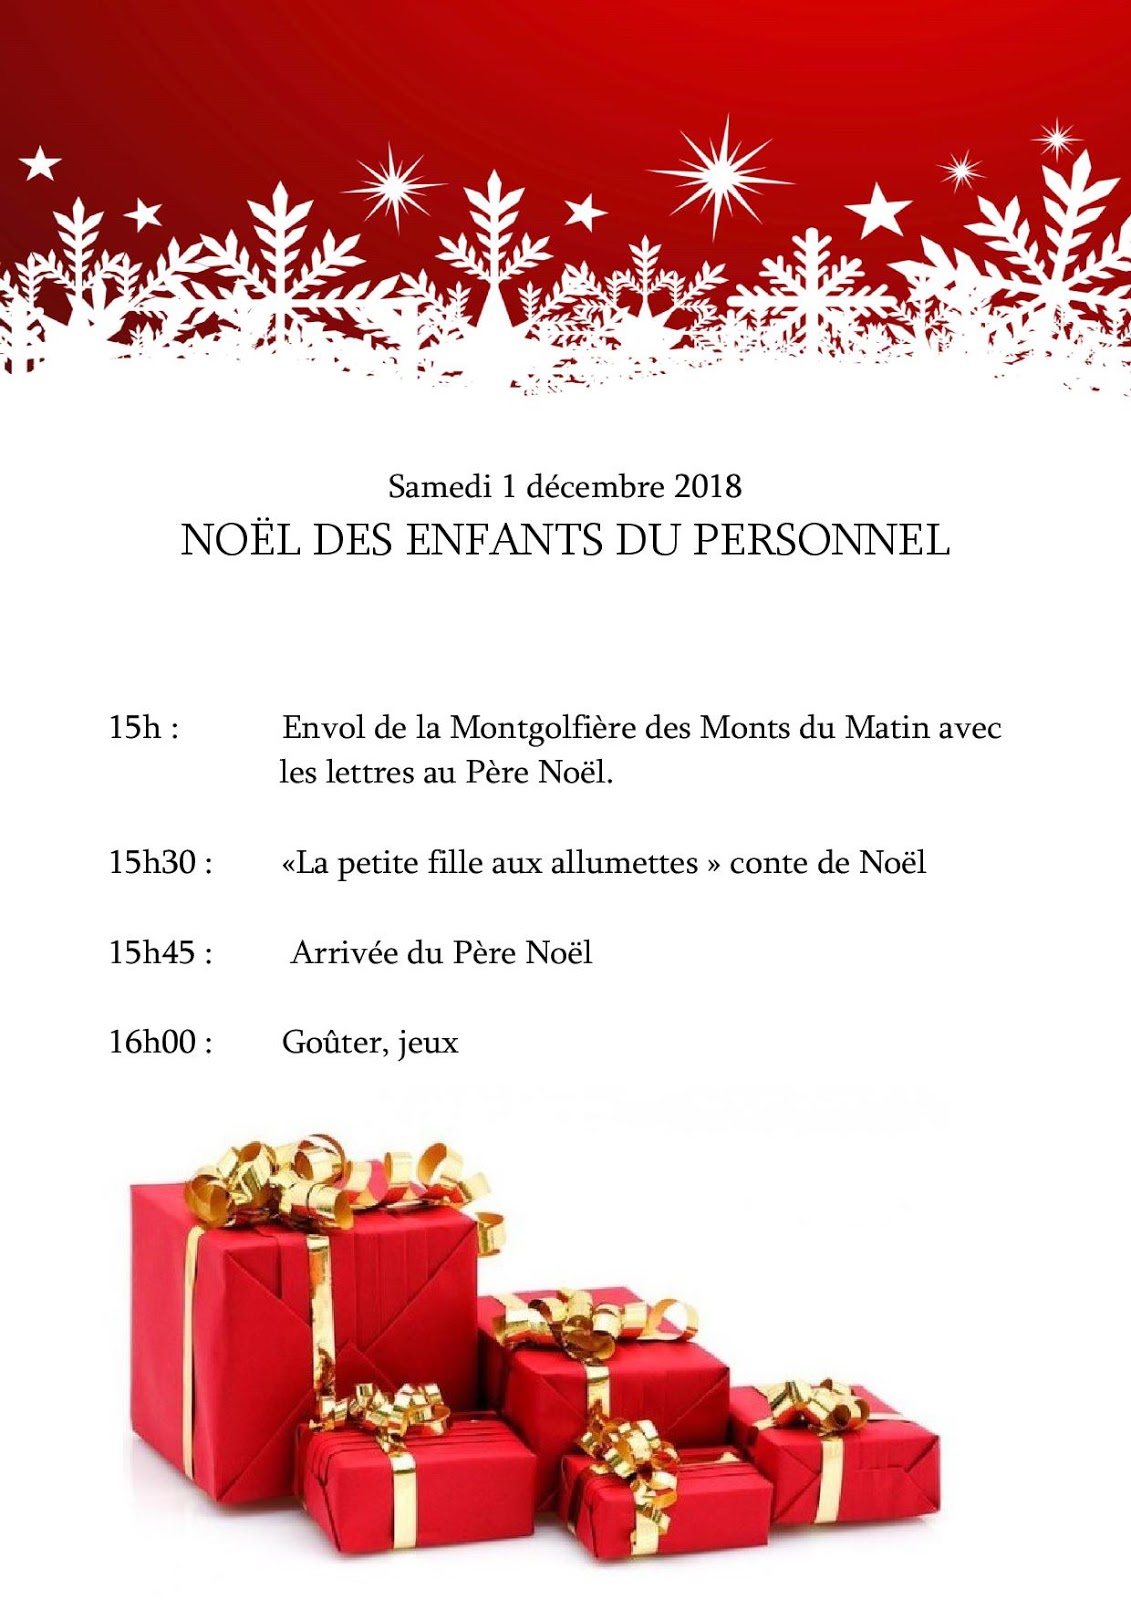 Samedi 1 décembre 2018
NOËL DES ENFANTS DU PERSONNEL
15h : Envol de la Montgolfière des Monts du Matin avec
les lettres au Père Noël.
15h30 : «La petite fille aux allumettes » conte de Noël
15h45 : Arrivée du Père Noël
16h00 : Goûter, jeux